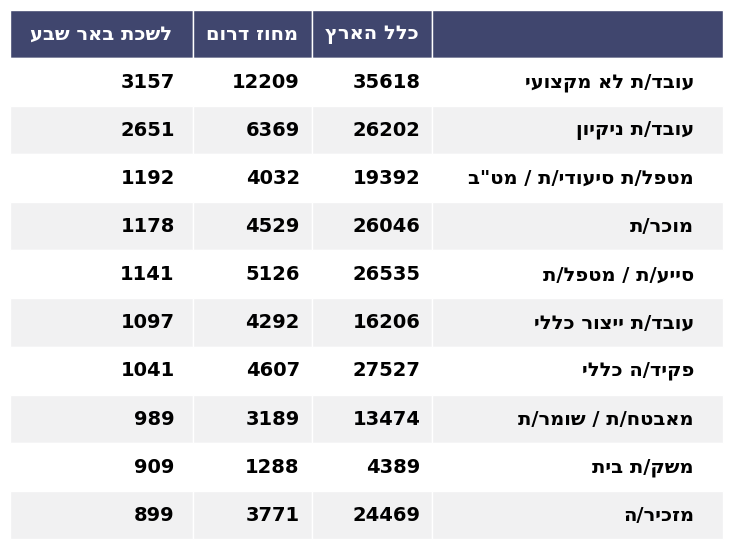 כלל הארץ מחוז דרום לשכת באר שבע
עובד/ת לא מקצועי 35618 12209 3157
עובד/ת ניקיון 26202 6369 2651
מטפל/ת סיעודי/ת / מט"ב 19392 4032 1192
מוכר/ת 26046 4529 1178
סייע/ת / מטפל/ת 26535 5126 1141
עובד/ת ייצור כללי 16206 4292 1097
פקיד/ה כללי 27527 4607 1041
מאבטח/ת / שומר/ת 13474 3189 989
משק/ת בית 4389 1288 909
מזכיר/ה 24469 3771 899